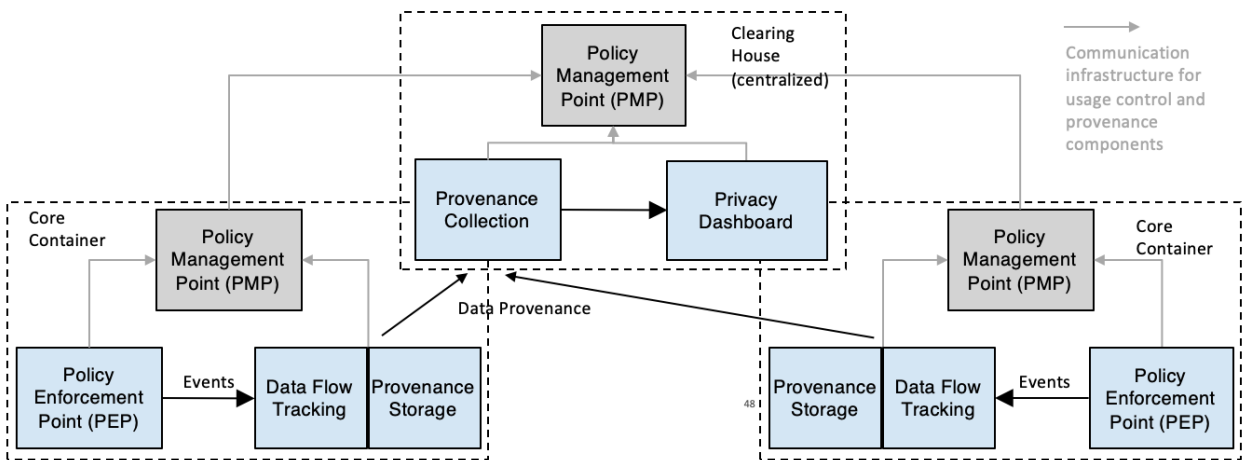 Policy
Management
Point (PMP)
Clearing
House
(centralized)
Communication
infrastructure for
usage control and
provenance
components
Provenance
Collection
Privacy
Dashboard
Core
Container
Policy
Management
Point (PMP)
Policy
Management
Point (PMP)
Core
Container
Data Provenance
Policy
Enforcement
Point (PEP)
Events
Data Flow
Tracking
Provenance
Storage
48
Provenance
Storage
Data Flow
Tracking
Events
Policy
Enforcement
Point (PEP)